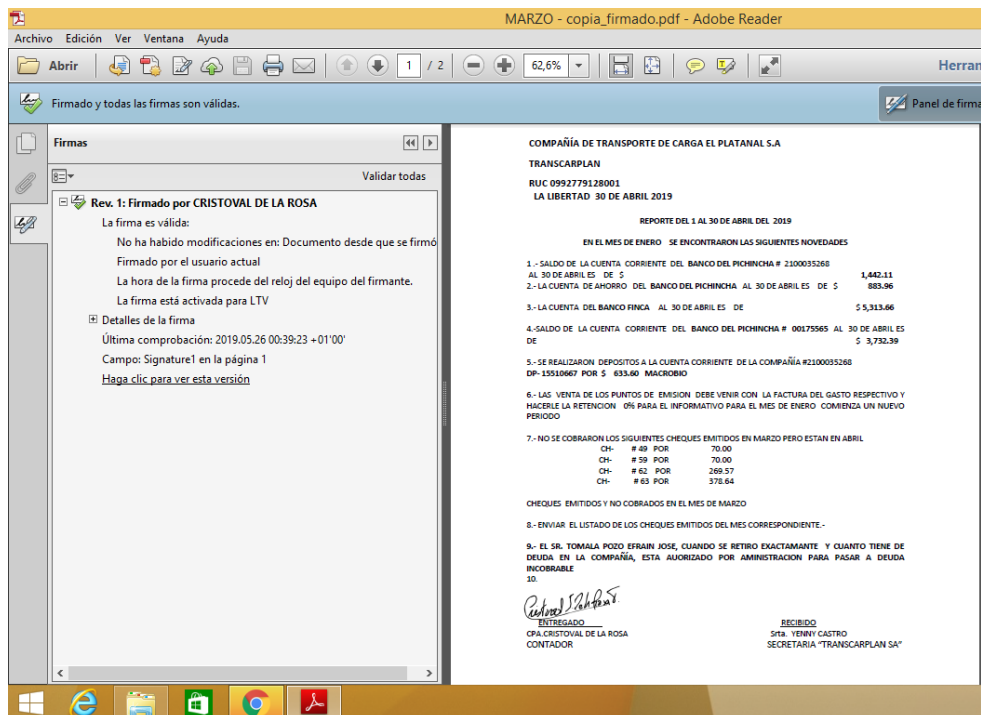 MARZO - copia_firmado.pdf - Adobe Reader
Archivo Edición Ver Ventana Ayuda
Abrir 1 / 2 62,6% Herran
Firmado y todas las firmas son válidas. Panel de firma
Firmas
Validar todas
Rev. 1: Firmado por CRISTOVAL DE LA ROSA
La firma es válida:
No ha habido modificaciones en: Documento desde que se firmó
Firmado por el usuario actual
La hora de la firma procede del reloj del equipo del firmante.
La firma está activada para LTV
Detalles de la firma
Última comprobación: 2019.05.26 00:39:23 +01'00'
Campo: Signature1 en la página 1
Haga clic para ver esta versión
COMPAÑÍA DE TRANSPORTE DE CARGA EL PLATANAL S.A
TRANSCARPLAN
RUC 0992779128001
LA LIBERTAD 30 DE ABRIL 2019
REPORTE DEL 1 AL 30 DE ABRIL DEL 2019
EN EL MES DE ENERO SE ENCONTRARON LAS SIGUIENTES NOVEDADES
1 .- SALDO DE LA CUENTA CORRIENTE DEL BANCO DEL PICHINCHA # 2100035268
AL 30 DE ABRIL ES DE $ 1,442.11
2.- LA CUENTA DE AHORRO DEL BANCO DEL PICHINCHA AL 30 DE ABRIL ES DE $ 883.96
3.- LA CUENTA DEL BANCO FINCA AL 30 DE ABRIL ES DE $ 5,313.66
4.-SALDO DE LA CUENTA CORRIENTE DEL BANCO DEL PICHINCHA # 00175565 AL 30 DE ABRIL ES
DE $ 3,732.39
5.- SE REALIZARON DEPOSITOS A LA CUENTA CORRIENTE DE LA COMPAÑÍA #2100035268
DP- 15510667 POR $ 633.60 MACROBIO
6.- LAS VENTA DE LOS PUNTOS DE EMISION DEBE VENIR CON LA FACTURA DEL GASTO RESPECTIVO Y
HACERLE LA RETENCION 0% PARA EL INFORMATIVO PARA EL MES DE ENERO COMIENZA UN NUEVO
PERIODO
7.- NO SE COBRARON LOS SIGUIENTES CHEQUES EMITIDOS EN MARZO PERO ESTAN EN ABRIL
CH- # 49 POR 70.00
CH- # 59 POR 70.00
CH- # 62 POR 269.57
CH- # 63 POR 378.64
CHEQUES EMITIDOS Y NO COBRADOS EN EL MES DE MARZO
8.- ENVIAR EL LISTADO DE LOS CHEQUES EMITIDOS DEL MES CORRESPONDIENTE.-
9.- EL SR. TOMALA POZO EFRAIN JOSE, CUANDO SE RETIRO EXACTAMANTE Y CUANTO TIENE DE
DEUDA EN LA COMPAÑÍA, ESTA AUORIZADO POR AMINISTRACION PARA PASAR A DEUDA
INCOBRABLE
10.
ENTREGADO RECIBIDO
CPA.CRISTOVAL DE LA ROSA Srta. YENNY CASTRO
CONTADOR SECRETARIA “TRANSCARPLAN SA”